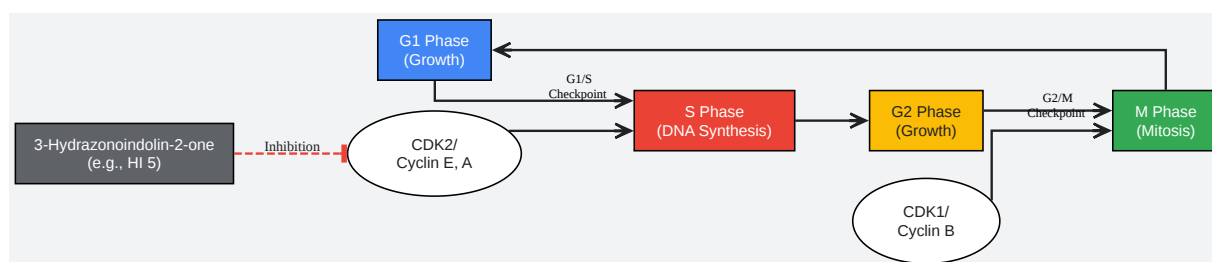 G1 Phase
(Growth)
G1/S
Checkpoint
S Phase
(DNA Synthesis)
G2 Phase
(Growth)
G2/M
Checkpoint
M Phase
(Mitosis)
3-Hydrazonoindolin-2-one
(e.g., HI 5)
Inhibition
CDK2/
Cyclin E, A
CDK1/
Cyclin B